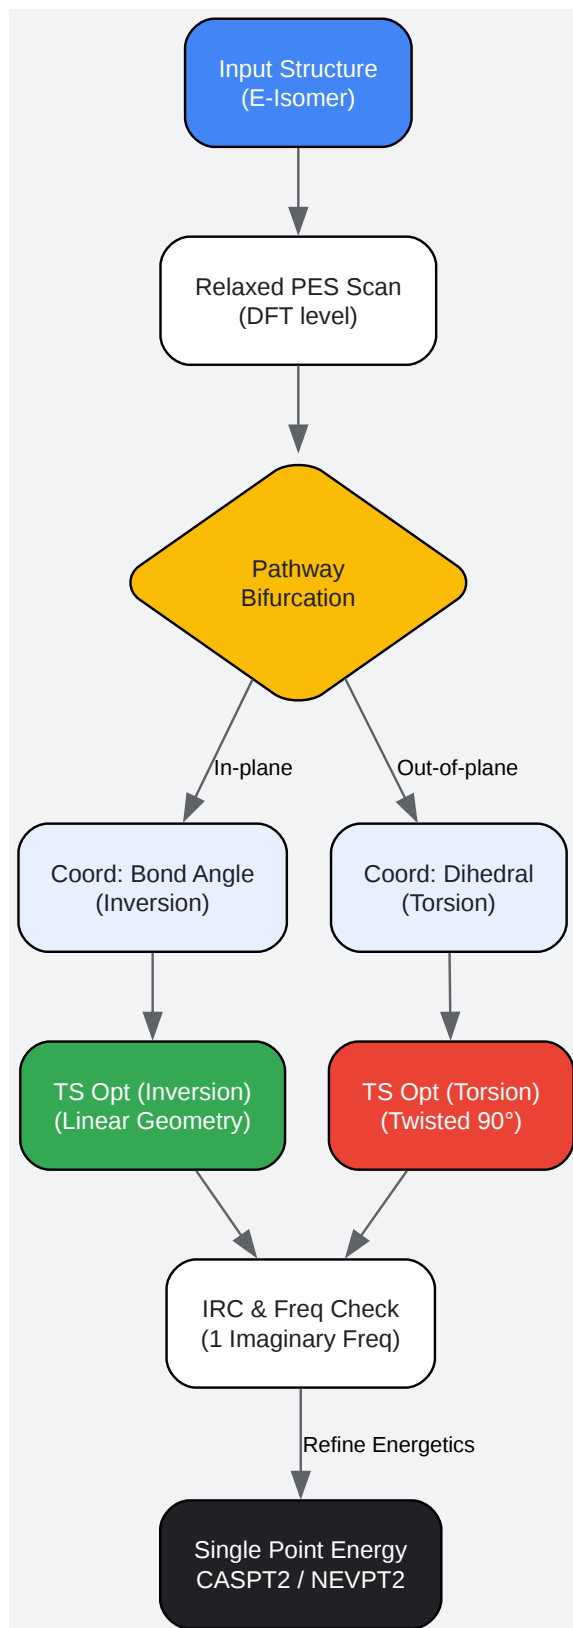 Input Structure
(E-Isomer)
Relaxed PES Scan
(DFT level)
Pathway
Bifurcation
In-plane
Out-of-plane
Coord: Bond Angle
(Inversion)
Coord: Dihedral
(Torsion)
TS Opt (Inversion)
(Linear Geometry)
TS Opt (Torsion)
(Twisted 90°)
IRC & Freq Check
(1 Imaginary Freq)
Refine Energetics
Single Point Energy
CASPT2 / NEVPT2